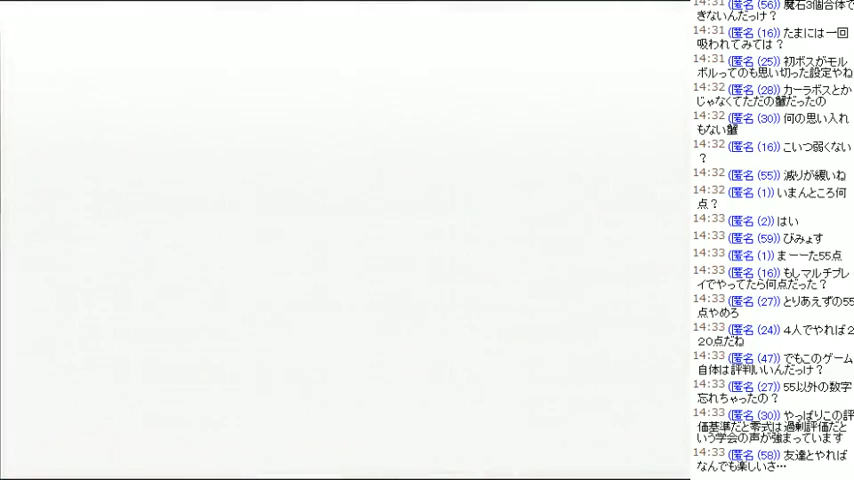 14:31 (匿名 (56)) 魔石3個合体で
きないんだっけ？
14:31 (匿名 (16)) たまには一回
吸われてみては？
14:31 (匿名 (25)) 初ボスがモル
ボルってのも思い切った設定やね
14:32 (匿名 (28)) カーラボスとか
じゃなくてただの蟹だったの
14:32 (匿名 (30)) 何の思い入れ
もない蟹
14:32 (匿名 (16)) こいつ弱くない
？
14:32 (匿名 (55)) 減りが緩いね
14:32 (匿名 (1)) いまんところ何
点？
14:33 (匿名 (2)) はい
14:33 (匿名 (59)) びみょす
14:33 (匿名 (1)) まーーた55点
14:33 (匿名 (16)) もしマルチプレ
イでやってたら何点だった？
14:33 (匿名 (27)) とりあえずの55
点やめろ
14:33 (匿名 (24)) 4人でやれば2
20点だね
14:33 (匿名 (47)) でもこのゲーム
自体は評判いいんだっけ？
14:33 (匿名 (27)) 55以外の数字
忘れちゃったの？
14:33 (匿名 (30)) やっぱりこの評
価基準だと零式は過剰評価だと
いう学会の声が強まっています
14:33 (匿名 (58)) 友達とやれば
なんでも楽しいさ…